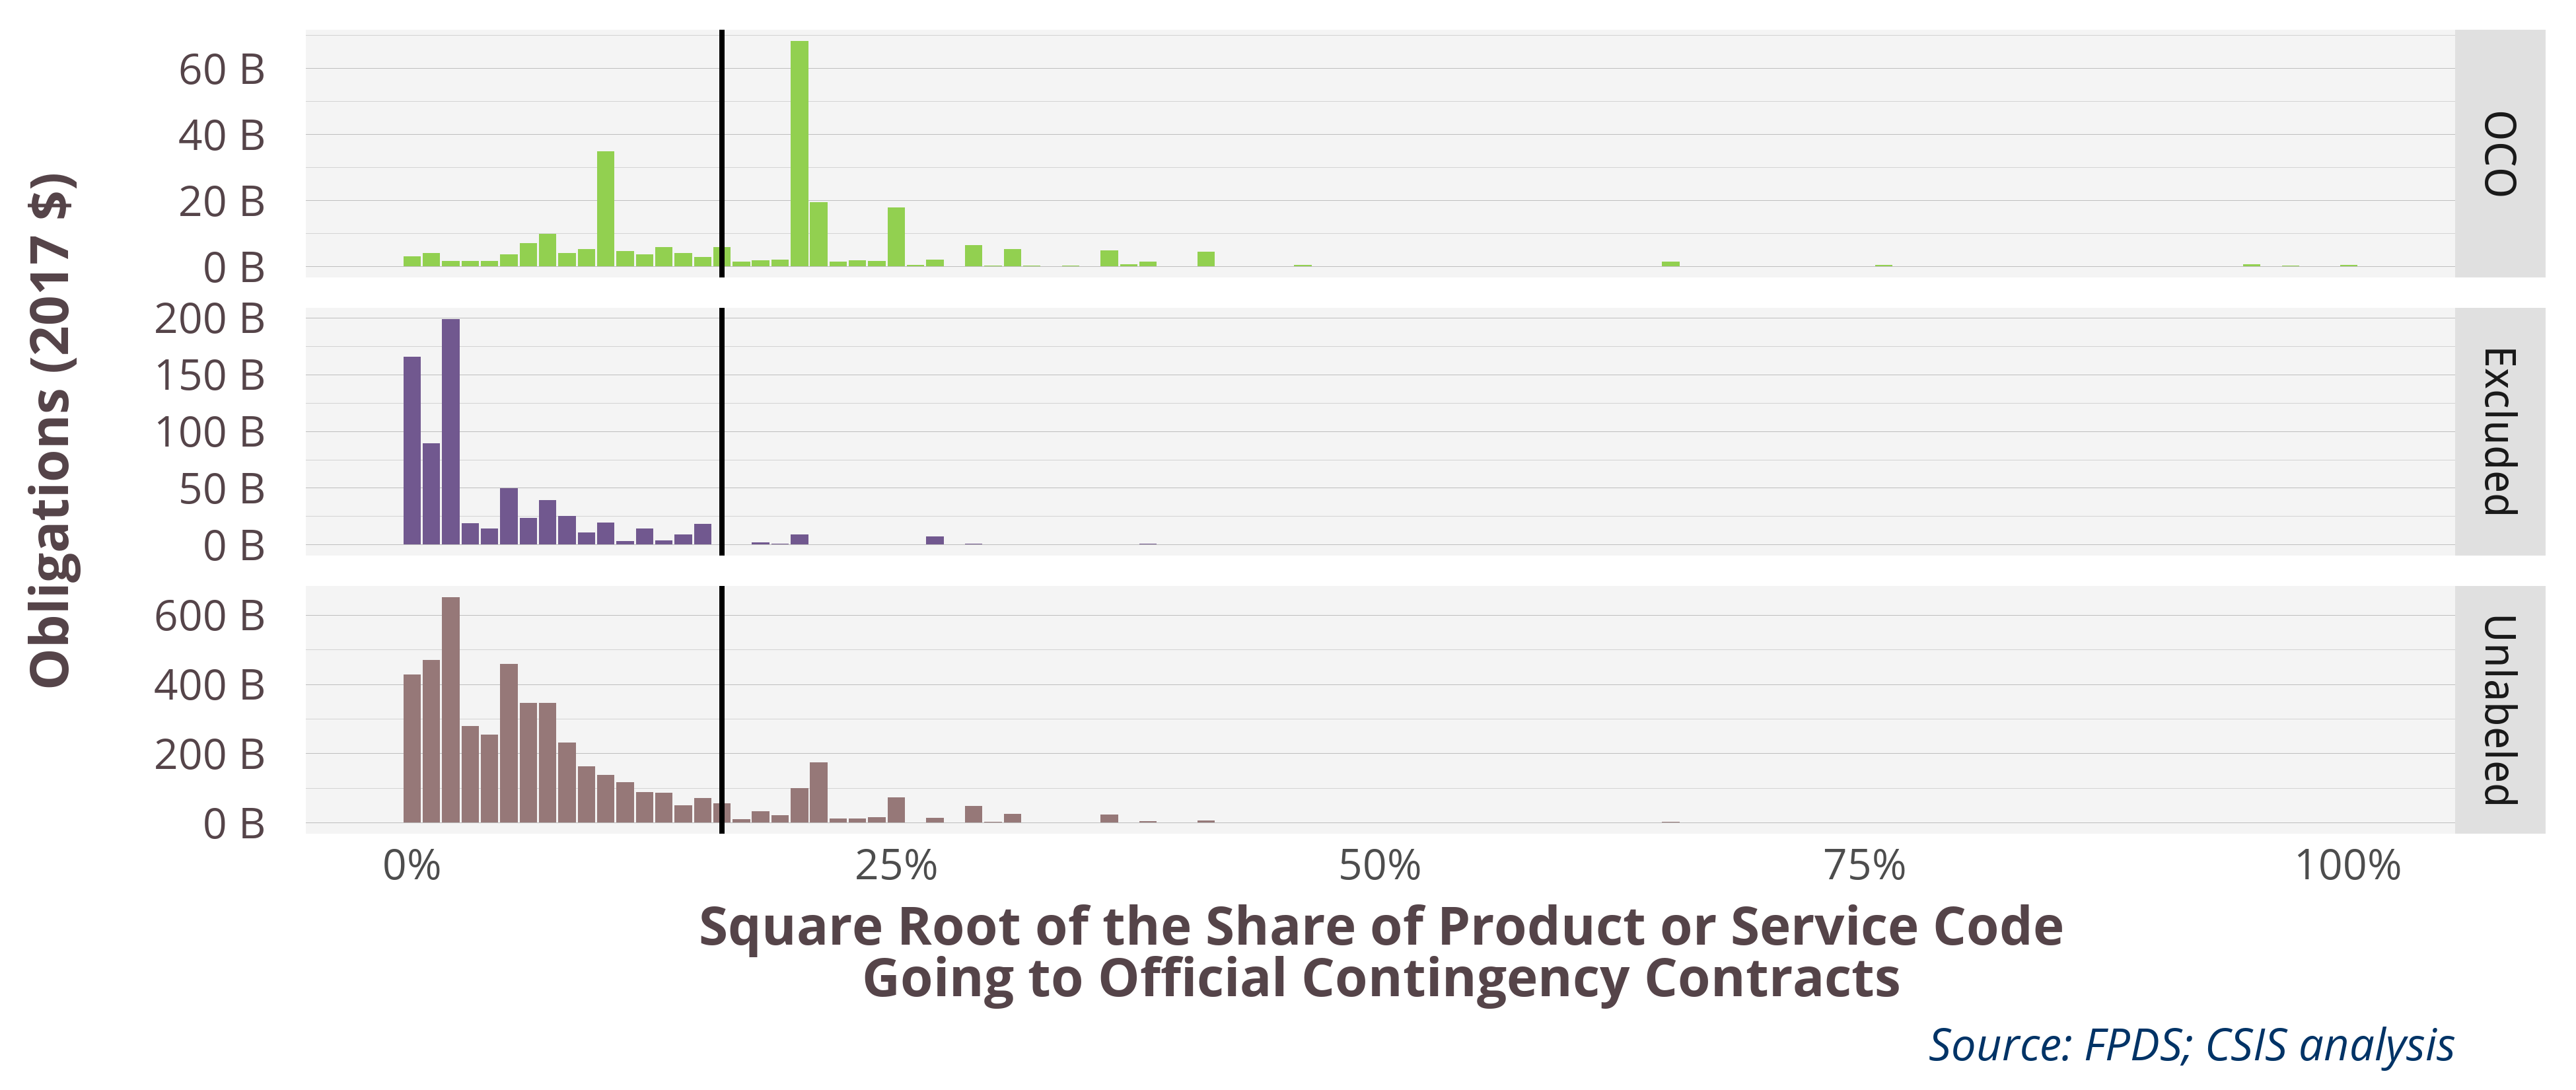 Obligations (2017 $)
60 B
40 B
20 B
0 B
OCO
200 B
150 B
100 B
50 B
0 B
Excluded
600 B
400 B
200 B
0 B
Unlabeled
0% 25% 50% 75% 100%
Square Root of the Share of Product or Service Code
Going to Official Contingency Contracts
Source: FPDS; CSIS analysis